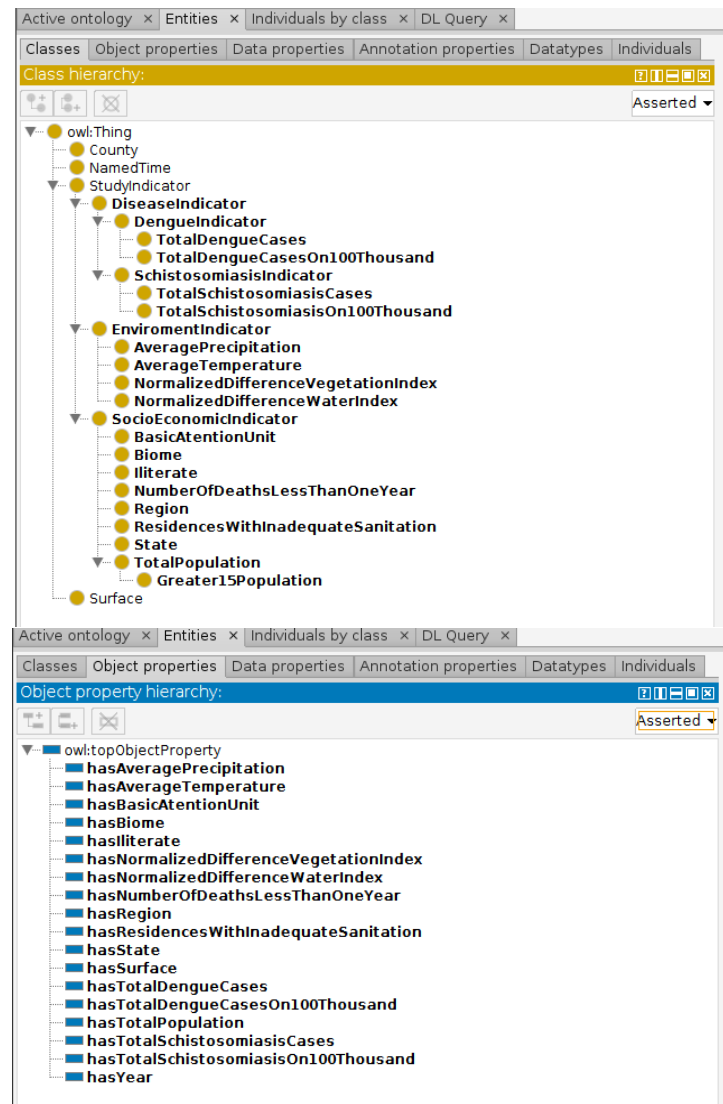 Active ontology × Entities × Individuals by class × DL Query ×
Classes Object properties Data properties Annotation properties Datatypes Individuals
Class hierarchy:
Asserted
owl:Thing
County
NamedTime
StudyIndicator
DiseaseIndicator
DengueIndicator
TotalDengueCases
TotalDengueCasesOn100Thousand
SchistosomiasisIndicator
TotalSchistosomiasisCases
TotalSchistosomiasisOn100Thousand
EnviromentIndicator
AveragePrecipitation
AverageTemperature
NormalizedDifferenceVegetationIndex
NormalizedDifferenceWaterIndex
SocioEconomicIndicator
BasicAtentionUnit
Biome
Iliterate
NumberOfDeathsLessThanOneYear
Region
ResidencesWithInadequateSanitation
State
TotalPopulation
Greater15Population
Surface
Active ontology × Entities × Individuals by class × DL Query ×
Classes Object properties Data properties Annotation properties Datatypes Individuals
Object property hierarchy:
Asserted
owl:topObjectProperty
hasAveragePrecipitation
hasAverageTemperature
hasBasicAtentionUnit
hasBiome
hasIliterate
hasNormalizedDifferenceVegetationIndex
hasNormalizedDifferenceWaterIndex
hasNumberOfDeathsLessThanOneYear
hasRegion
hasResidencesWithInadequateSanitation
hasState
hasSurface
hasTotalDengueCases
hasTotalDengueCasesOn100Thousand
hasTotalPopulation
hasTotalSchistosomiasisCases
hasTotalSchistosomiasisOn100Thousand
hasYear